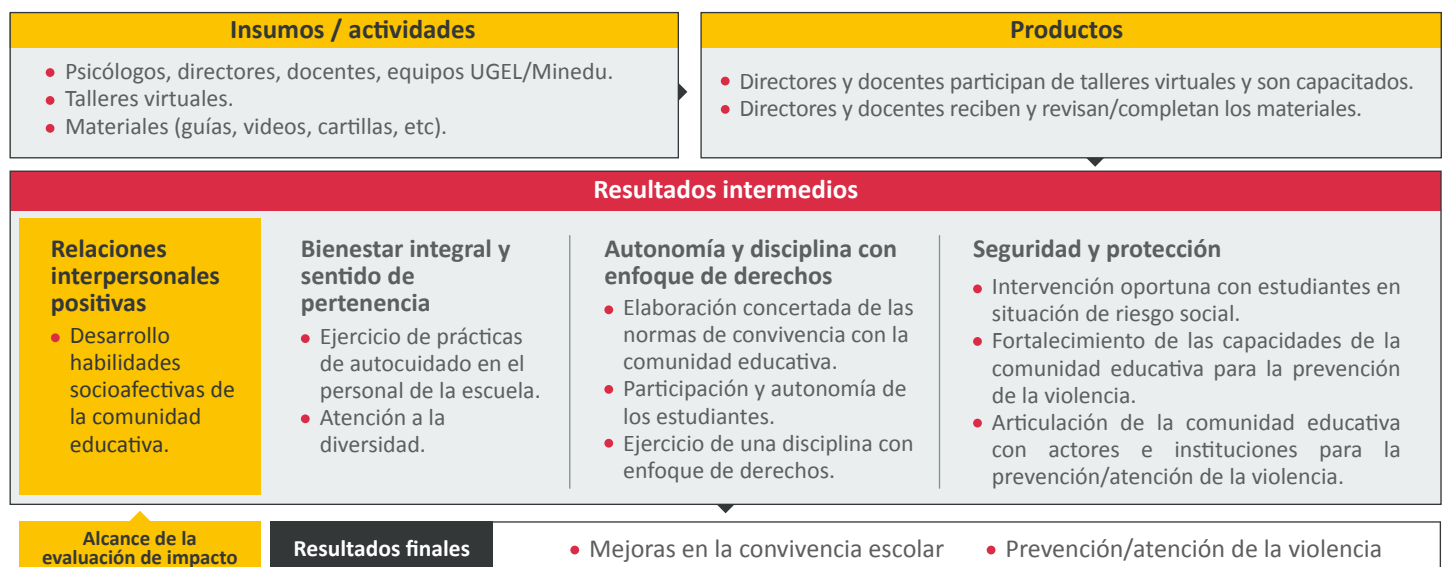 Insumos / actividades
• Psicólogos, directores, docentes, equipos UGEL/Minedu.
• Talleres virtuales.
• Materiales (guías, videos, cartillas, etc).
Productos
• Directores y docentes participan de talleres virtuales y son capacitados.
• Directores y docentes reciben y revisan/completan los materiales.
Resultados intermedios
Relaciones
interpersonales
positivas
• Desarrollo
habilidades
socioafectivas de
la comunidad
educativa.
Bienestar integral y
sentido de
pertenencia
• Ejercicio de prácticas
de autocuidado en el
personal de la escuela.
• Atención a la
diversidad.
Autonomía y disciplina con
enfoque de derechos
• Elaboración concertada de las
normas de convivencia con la
comunidad educativa.
• Participación y autonomía de
los estudiantes.
• Ejercicio de una disciplina con
enfoque de derechos.
Seguridad y protección
• Intervención oportuna con estudiantes en
situación de riesgo social.
• Fortalecimiento de las capacidades de la
comunidad educativa para la prevención
de la violencia.
• Articulación de la comunidad educativa
con actores e instituciones para la
prevención/atención de la violencia.
Alcance de la
evaluación de impacto
Resultados finales
• Mejoras en la convivencia escolar
• Prevención/atención de la violencia